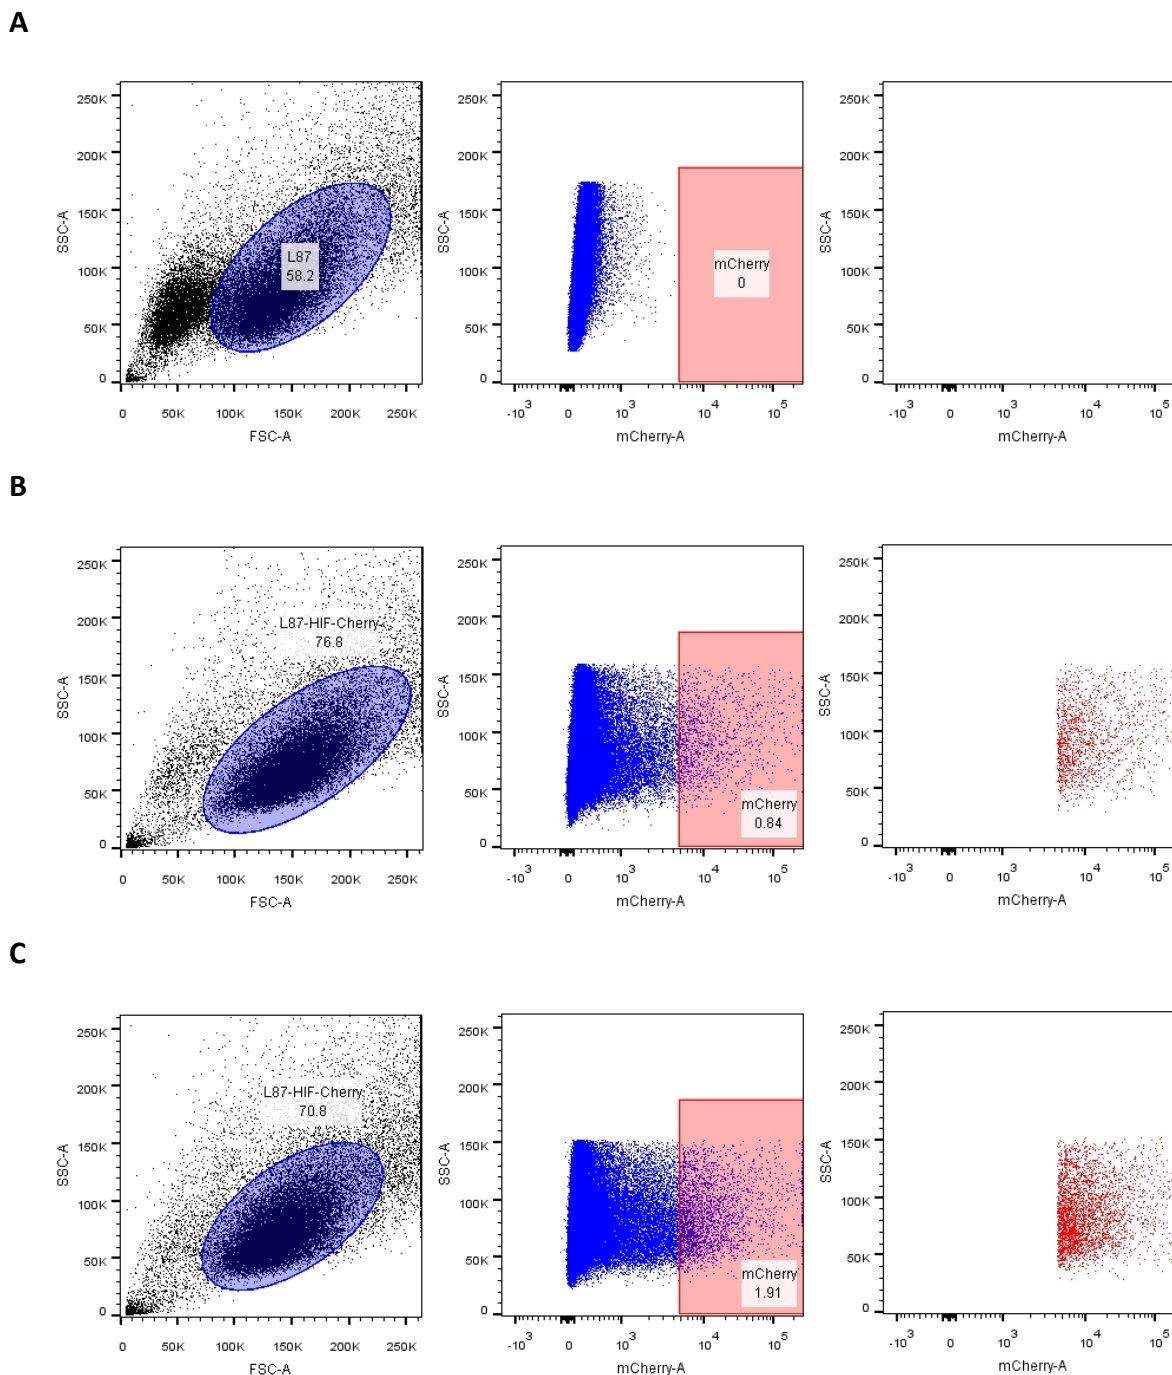 A
250K
200K
150K
100K
50K
0
SSC-A
L87
58.2
0 50K 100K 150K 200K 250K
FSC-A
250K
200K
150K
100K
50K
0
SSC-A
mCherry
0
-10^3 0 10^3 10^4 10^5
mCherry-A
250K
200K
150K
100K
50K
0
SSC-A
-10^3 0 10^3 10^4 10^5
mCherry-A
B
250K
200K
150K
100K
50K
0
SSC-A
L87-HIF-Cherry
76.8
0 50K 100K 150K 200K 250K
FSC-A
250K
200K
150K
100K
50K
0
SSC-A
mCherry
0.84
-10^3 0 10^3 10^4 10^5
mCherry-A
250K
200K
150K
100K
50K
0
SSC-A
-10^3 0 10^3 10^4 10^5
mCherry-A
C
250K
200K
150K
100K
50K
0
SSC-A
L87-HIF-Cherry
70.8
0 50K 100K 150K 200K 250K
FSC-A
250K
200K
150K
100K
50K
0
SSC-A
mCherry
1.91
-10^3 0 10^3 10^4 10^5
mCherry-A
250K
200K
150K
100K
50K
0
SSC-A
-10^3 0 10^3 10^4 10^5
mCherry-A